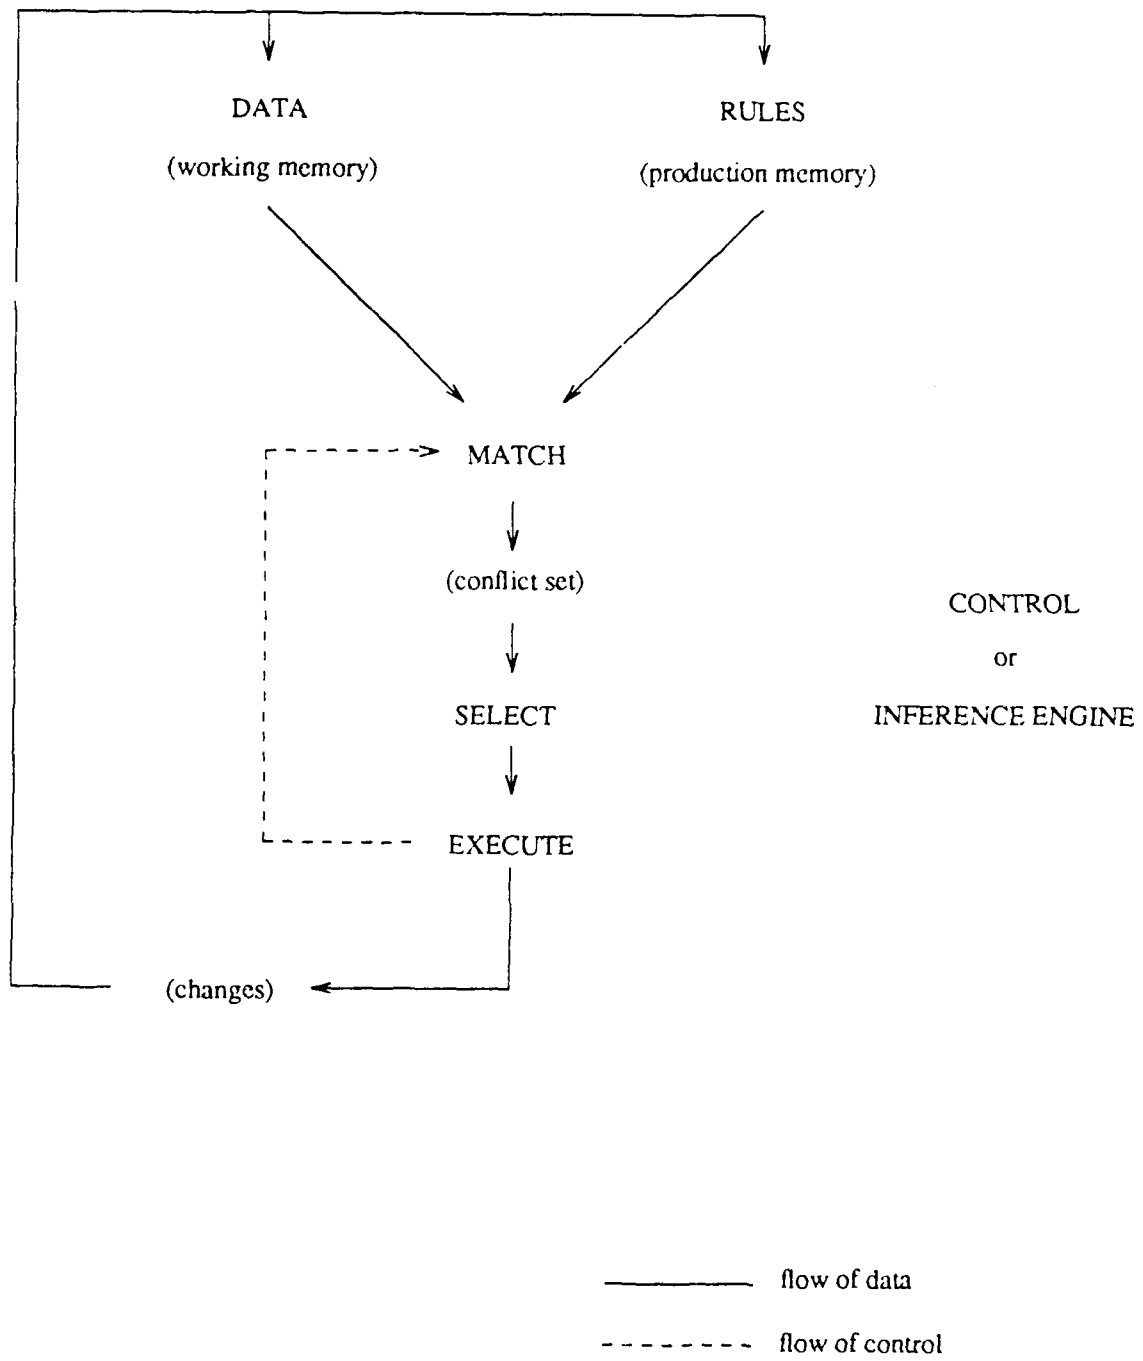 DATA
RULES
(working memory)
(production memory)
MATCH
(conflict set)
CONTROL
or
SELECT
INFERENCE ENGINE
EXECUTE
(changes)
flow of data
flow of control